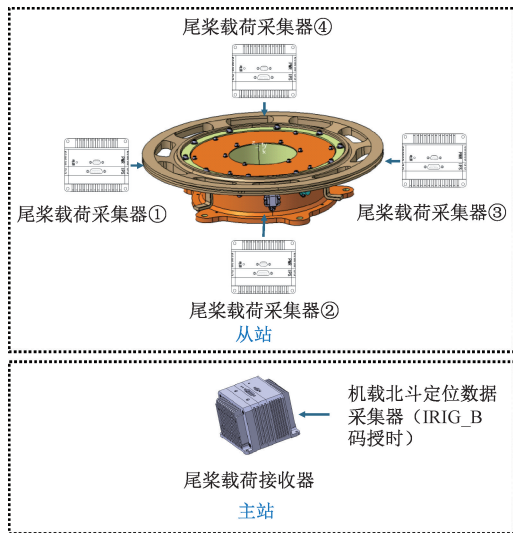 尾桨载荷采集器④
尾桨载荷采集器①
尾桨载荷采集器③
尾桨载荷采集器②
从站
机载北斗定位数据
采集器（IRIG_B
码授时）
尾桨载荷接收器
主站